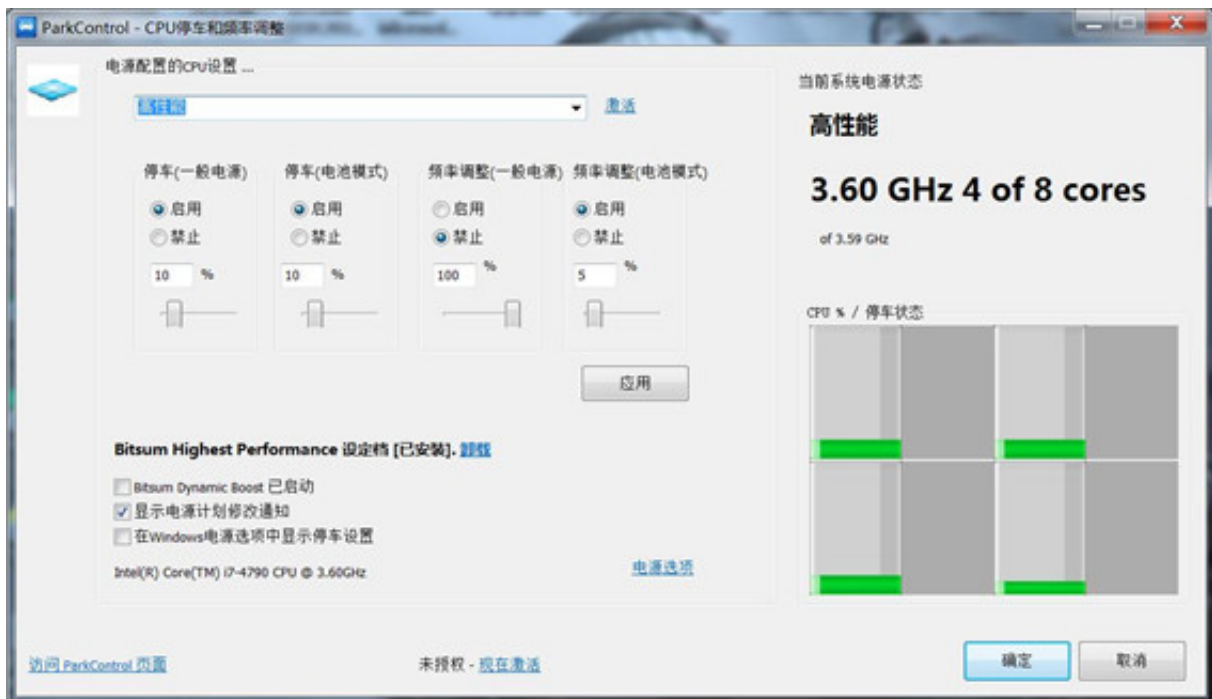 ParkControl - CPU停车和频率调整
电源配置的CPU设置 ...
激活
停车(一般电源)
启用
禁止
10 %
停车(电池模式)
启用
禁止
10 %
频率调整(一般电源)
启用
禁止
100 %
频率调整(电池模式)
启用
禁止
5 %
应用
Bitsum Highest Performance 设定档 [已安装]. 卸载
Bitsum Dynamic Boost 已启动
显示电源计划修改通知
在Windows电源选项中显示停车设置
Intel(R) Core(TM) i7-4790 CPU @ 3.60GHz
电源选项
当前系统电源状态
高性能
3.60 GHz 4 of 8 cores
of 3.59 GHz
CPU % / 停车状态
访问 ParkControl 页面
未授权 - 现在激活
确定
取消